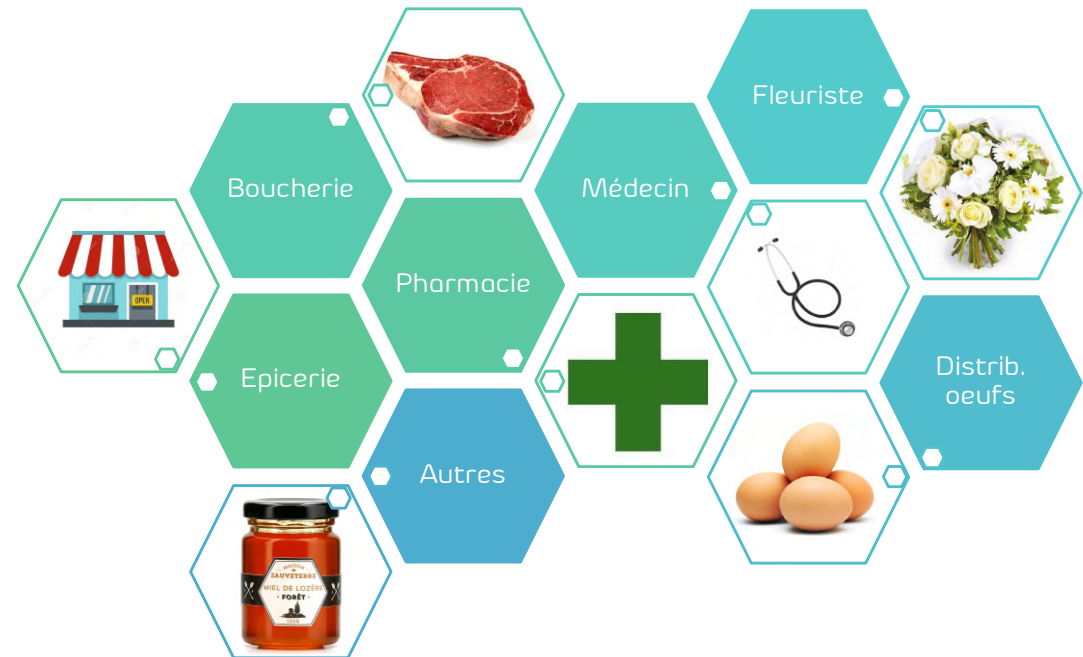 Fleuriste
Boucherie
Médecin
Pharmacie
OPEN
Epicerie
Distrib.
oeufs
Autres
MAISON
SAUVETERRE
MIEL DE LOZÈRE
FORÊT